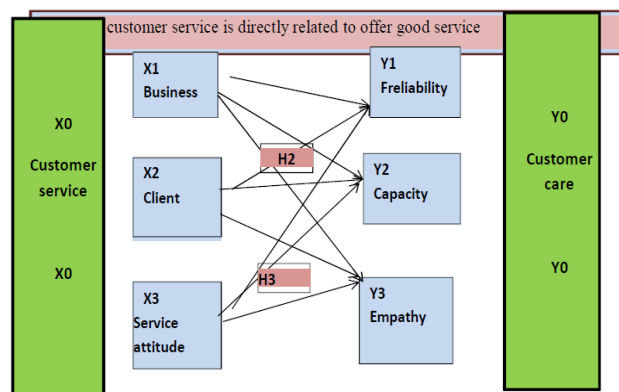 customer service is directly related to offer good service
X0
Customer
service
X0
X1
Business
X2
Client
X3
Service
attitude
H2
H3
Y1
Freliability
Y2
Capacity
Y3
Empathy
Y0
Customer
care
Y0